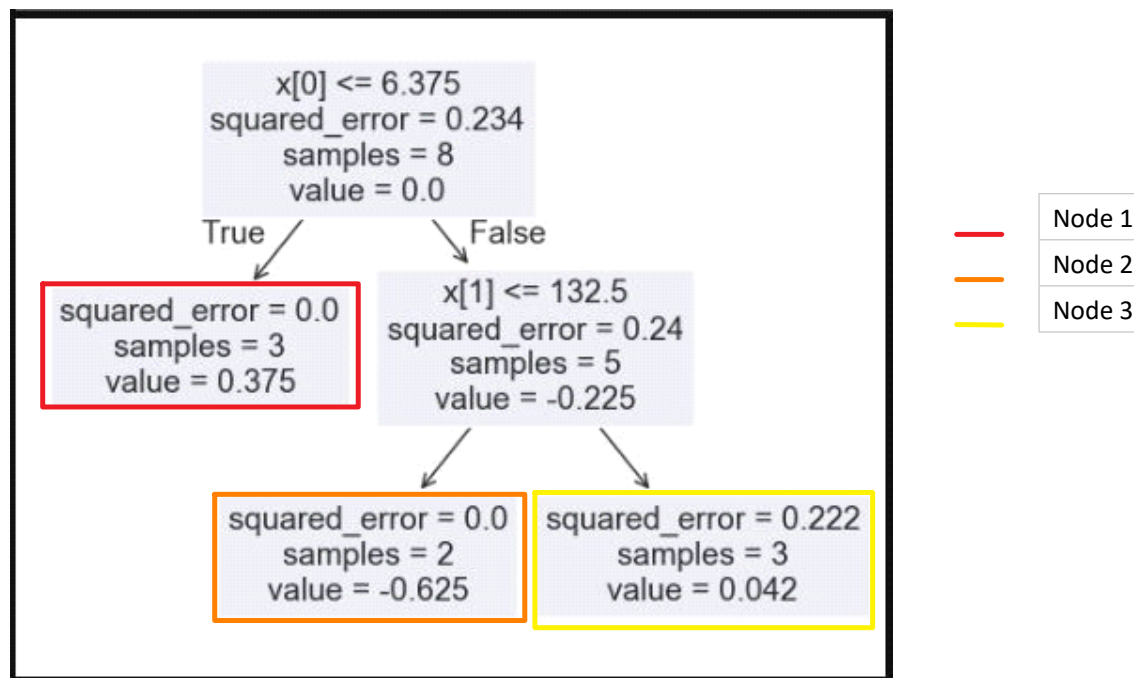 x[0] <= 6.375
squared_error = 0.234
samples = 8
value = 0.0
True
False
squared_error = 0.0
samples = 3
value = 0.375
x[1] <= 132.5
squared_error = 0.24
samples = 5
value = -0.225
squared_error = 0.0
samples = 2
value = -0.625
squared_error = 0.222
samples = 3
value = 0.042
Node 1
Node 2
Node 3